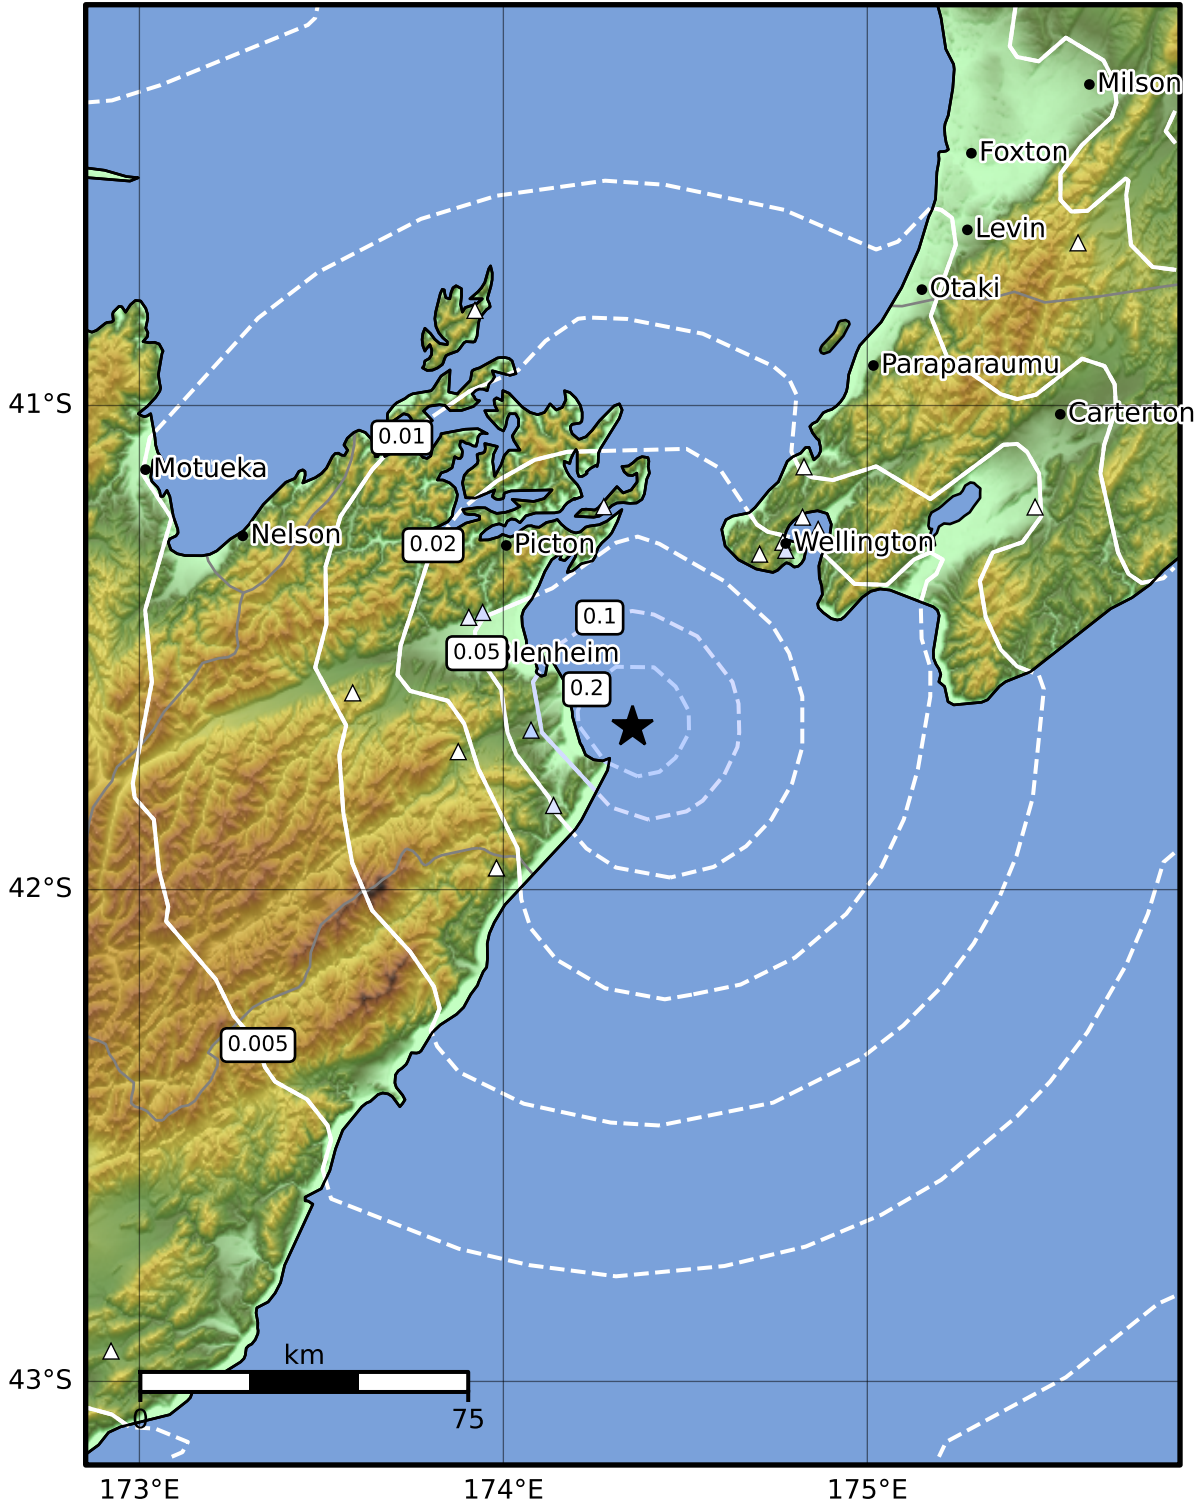 Milson
Foxton
Levin
Otaki
Paraparaumu
41°S
Carterton
0.01
Motueka
Nelson
0.02
Picton
Wellington
0.1
0.05
lenheim
0.2
42°S
0.005
km
43°S
0
75
173°E
174°E
175°E